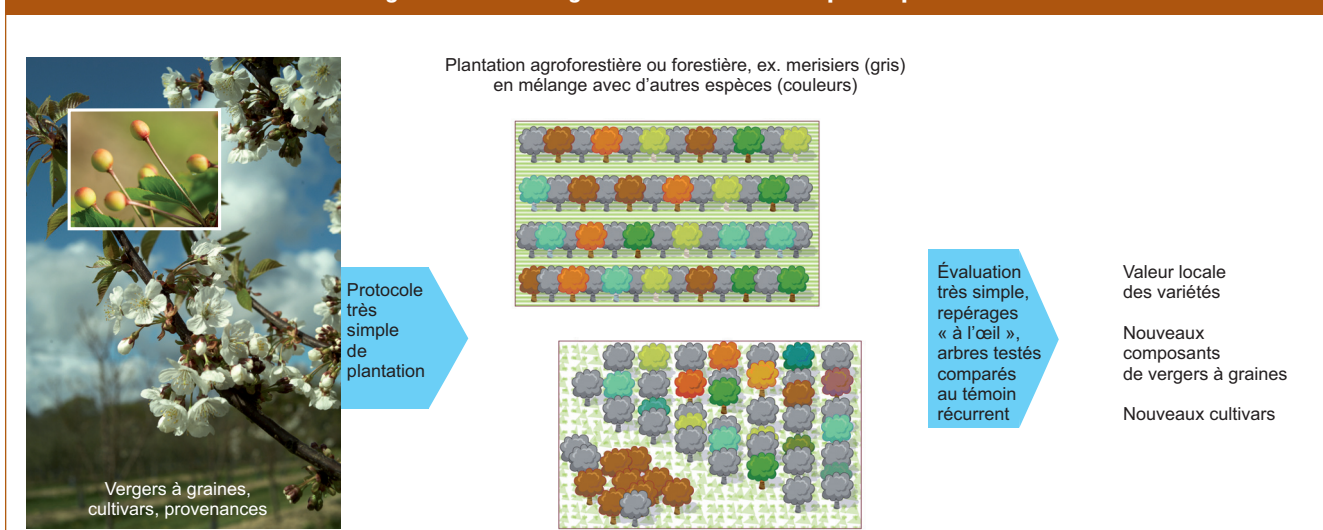 Plantation agroforestière ou forestière, ex. merisiers (gris)
en mélange avec d'autres espèces (couleurs)
Protocole
très
simple
de
plantation
Évaluation
très simple,
repérages
« à l'œil »,
arbres testés
comparés
au témoin
récurrent
Valeur locale
des variétés
Nouveaux
composants
de vergers à graines
Nouveaux cultivars
Vergers à graines,
cultivars, provenances